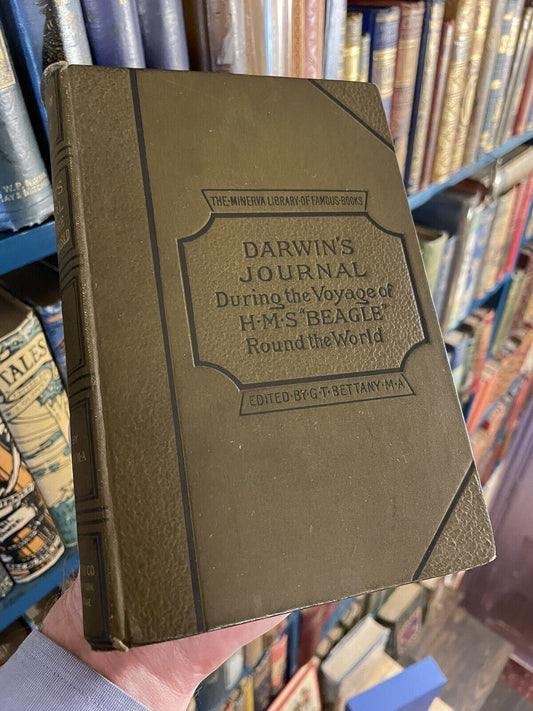 THE·MINERVA·LIBRARY·OF·FAMOUS·BOOKS·
DARWIN'S
JOURNAL
During the Voyage of
H·M·S "BEAGLE"
Round the World
EDITED·BY·G·T·BETTANY·M·A
TALES